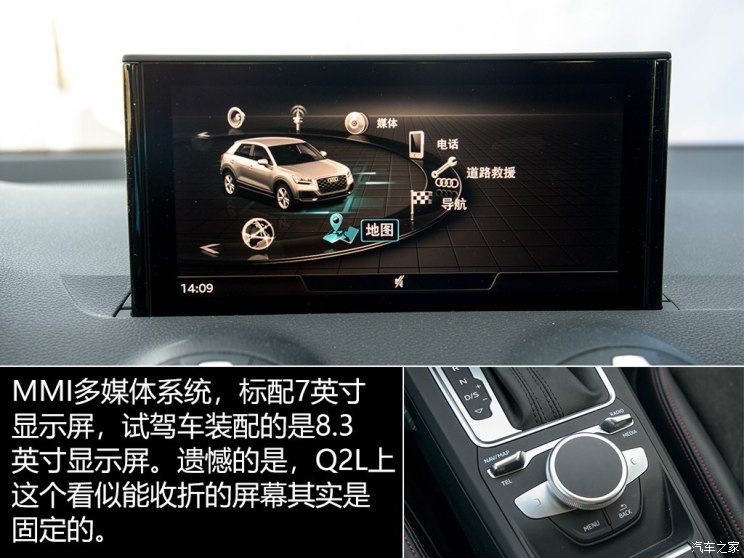 媒体
电话
道路救援
导航
地图
14:09
MMI多媒体系统，标配7英寸
显示屏，试驾车装配的是8.3
英寸显示屏。遗憾的是，Q2L上
这个看似能收折的屏幕其实是
固定的。
R
N
D/S
NAV/MAP
TEL
RADIO
MEDIA
MENU
BACK
汽车之家